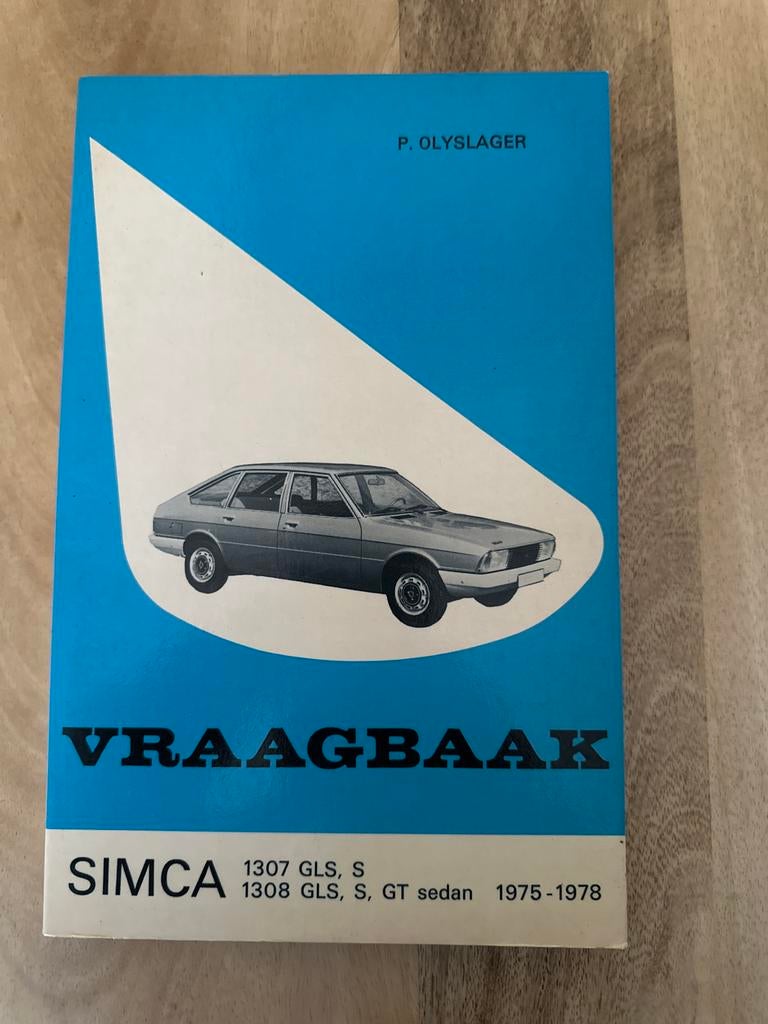 P. OLYSLAGER
VRAAGBAAK
SIMCA 1307 GLS, S
1308 GLS, S, GT sedan 1975-1978